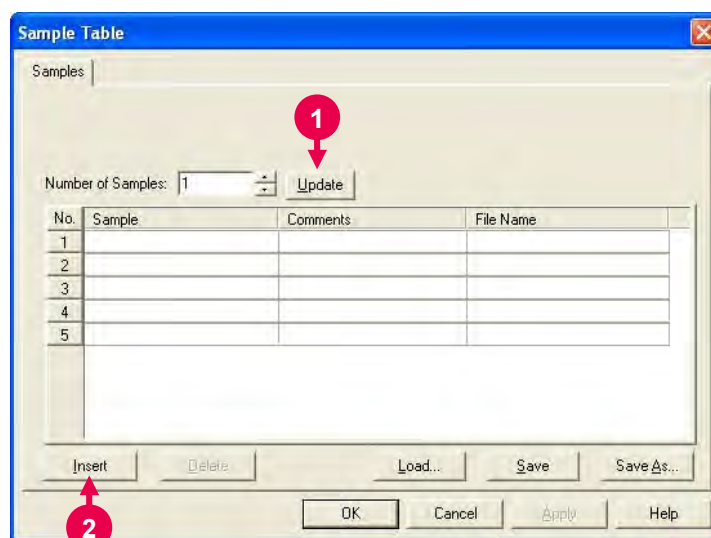 Sample Table
Samples
1
Number of Samples: 1 Update
No. Sample Comments File Name
1
2
3
4
5
Insert Delete Load... Save Save As...
OK Cancel Apply Help
2